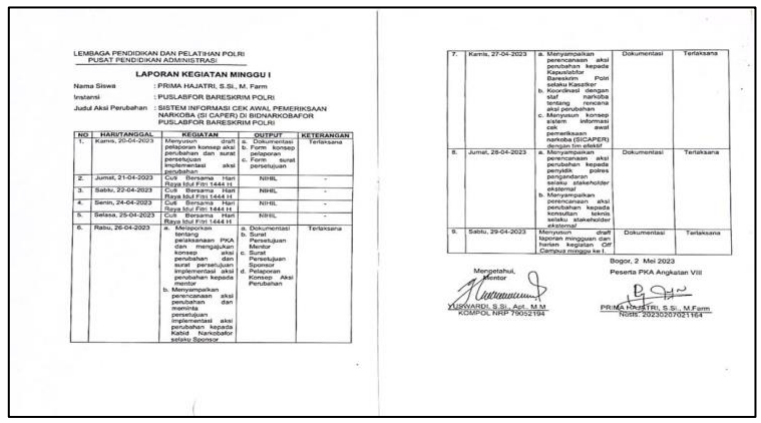 LEMBAGA PENDIDIKAN DAN PELATIHAN POLRI
PUSAT PENDIDIKAN ADMINISTRASI
LAPORAN KEGIATAN MINGGU I
Nama Siswa : PRIMA HAJATRI, S.Si, M. Farm
Instansi : PUSLABFOR BARESKRIM POLRI
Judul Aksi Perubahan : SISTEM INFORMASI CEK AWAL PEMERIKSAAN
NARKOBA (SI CAPER) DI BIDNARKOBAFOR
PUSLABFOR BARESKRIM POLRI
NO HARI/TANGGAL KEGIATAN OUTPUT KETERANGAN
1. Kamis, 20-04-2023 Menyusun draft a. Dokumentasi Terlaksana
pelaporan konsep aksi b. Form konsep
perubahan dan surat pelaporan
persetujuan c. Form surat
implementasi aksi persetujuan
perubahan
2. Jumat, 21-04-2023 Cuti Bersama Hari NIHIL -
Raya Idul Fitri 1444 H
3. Sabtu, 22-04-2023 Cuti Bersama Hari NIHIL -
Raya Idul Fitri 1444 H
4. Senin, 24-04-2023 Cuti Bersama Hari NIHIL -
Raya Idul Fitri 1444 H
5. Selasa, 25-04-2023 Cuti Bersama Hari NIHIL -
Raya Idul Fitri 1444 H
6. Rabu, 26-04-2023 a. Melaporkan a. Dokumentasi Terlaksana
tentang b. Surat
pelaksanaan PKA Persetujuan
dan mengajukan Mentor
konsep aksi c. Surat
perubahan dan Persetujuan
surat persetujuan Sponsor
implementasi aksi d. Pelaporan
perubahan kepada Konsep Aksi
mentor Perubahan
b. Menyampaikan
perencanaan aksi
perubahan dan
meminta
persetujuan
implementasi aksi
perubahan kepada
Kabid Narkobafor
selaku Sponsor
7. Kamis, 27-04-2023 a. Menyampaikan Dokumentasi Terlaksana
perencanaan aksi
perubahan kepada
Kapuslabfor
Bareskrim Polri
selaku Kasatker
b. Koordinasi dengan
staf narkoba
tentang rencana
aksi perubahan
c. Menyusun konsep
sistem informasi
cek awal
pemeriksaan
narkoba (SICAPER)
dengan tim efektif
8. Jumat, 28-04-2023 a. Menyampaikan Dokumentasi Terlaksana
perencanaan aksi
perubahan kepada
penyidik polres
pangandaran
selaku stakeholder
eksternal
b. Menyampaikan
perencanaan aksi
perubahan kepada
konsultan teknis
selaku stakeholder
eksternal
9. Sabtu, 29-04-2023 Menyusun draft Dokumentasi Terlaksana
laporan mingguan dan
harian kegiatan Off
Campus minggu ke I.
Bogor, 2 Mei 2023
Mengetahui, Peserta PKA Angkatan VIII
Mentor
YUSWARDI, S.Si., Apt., M.M PRIMA HAJATRI, S.Si., M.Farm
KOMPOL NRP 79052194 Nosis. 20230207021164